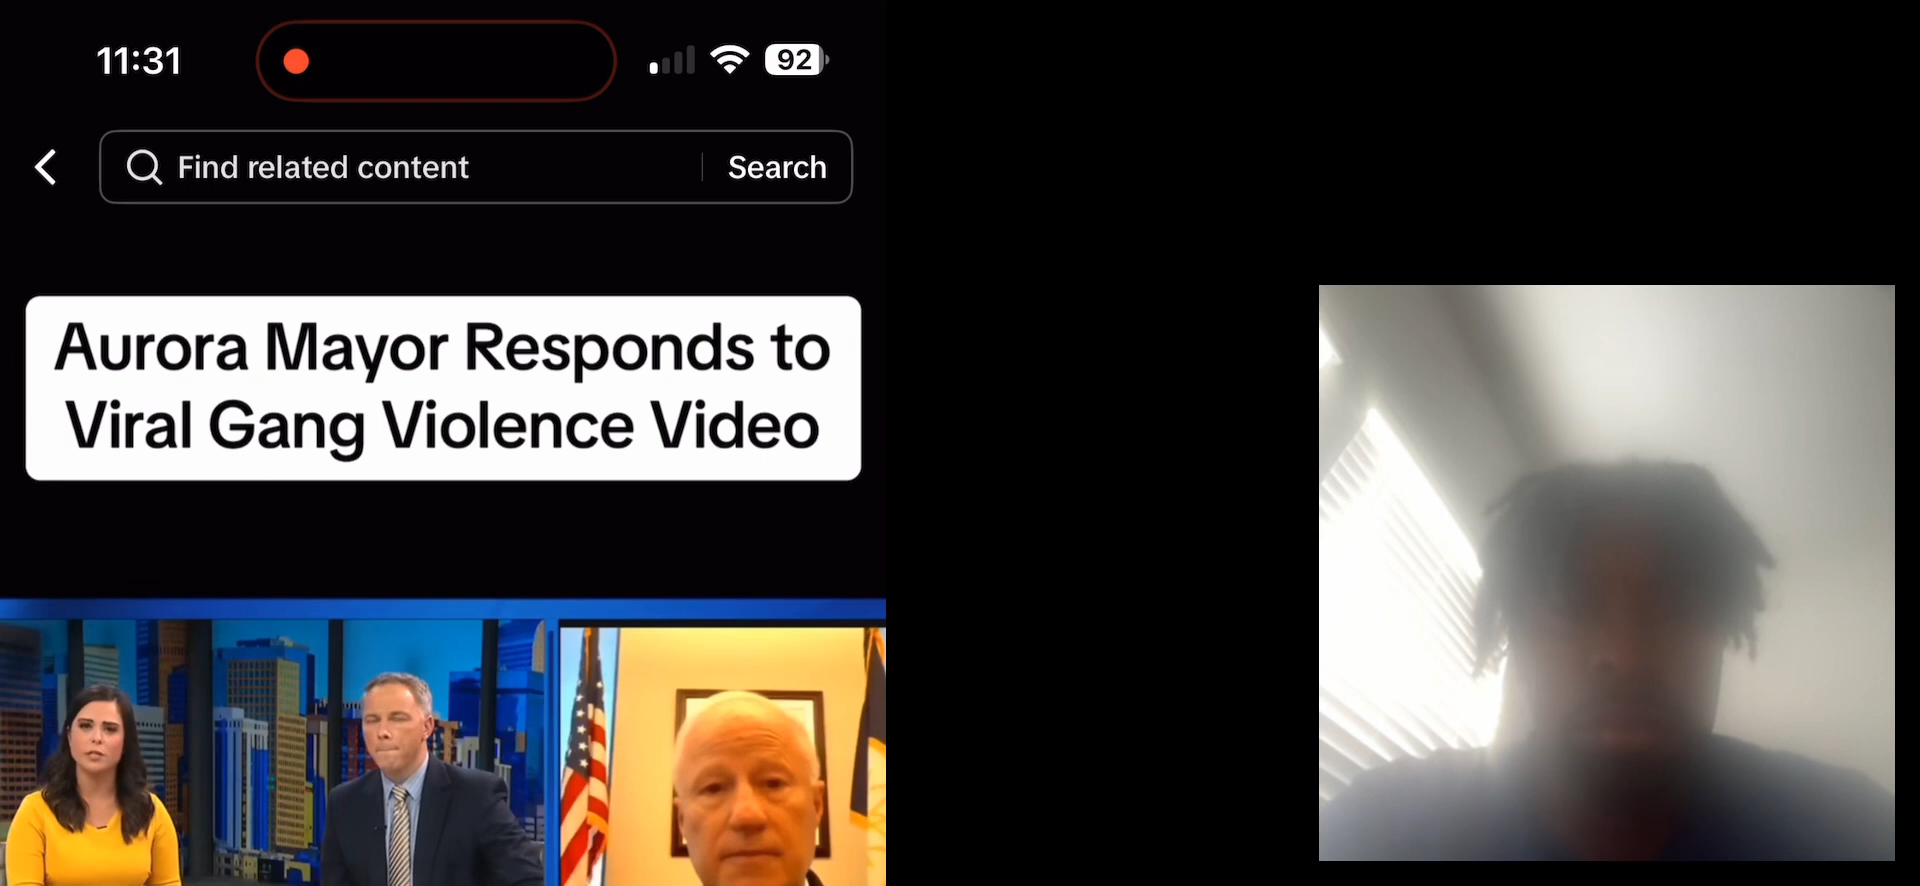 11:31
92
Find related content
Search
Aurora Mayor Responds to
Viral Gang Violence Video